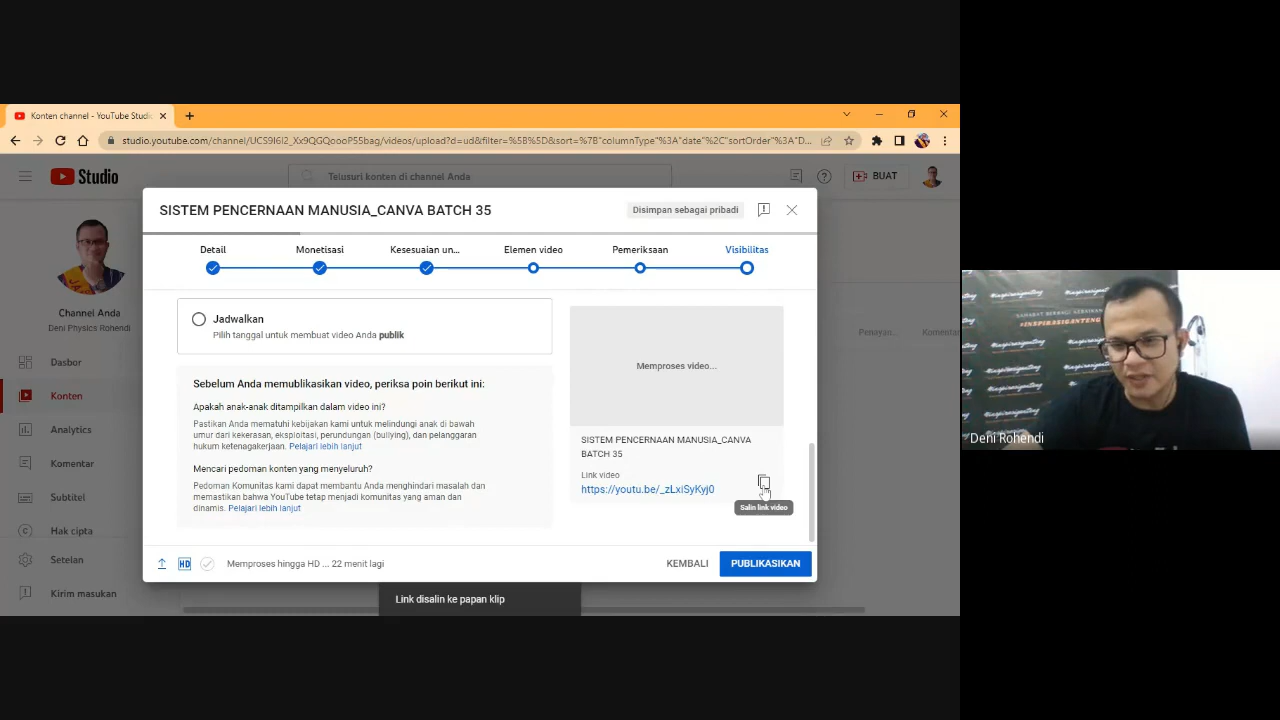 Konten channel - YouTube Studi
studio.youtube.com/channel/UCS9I6I2_Xx9QGQoooP55bag/videos/upload?d=ud&filter=%5B%5D&sort=%7B"columnType"%3A"date"%2C"sortOrder"%3A"D...
Studio
Telusuri konten di channel Anda
BUAT
SISTEM PENCERNAAN MANUSIA_CANVA BATCH 35
Disimpan sebagai pribadi
Detail
Monetisasi
Kesesuaian un...
Elemen video
Pemeriksaan
Visibilitas
Channel Anda
Deni Physics Rohendi
Dasbor
Konten
Analytics
Komentar
Subtitel
Hak cipta
Setelan
Kirim masukan
Jadwalkan
Pilih tanggal untuk membuat video Anda publik
Sebelum Anda memublikasikan video, periksa poin berikut ini:
Apakah anak-anak ditampilkan dalam video ini?
Pastikan Anda mematuhi kebijakan kami untuk melindungi anak di bawah
umur dari kekerasan, eksploitasi, perundungan (bullying), dan pelanggaran
hukum ketenagakerjaan. Pelajari lebih lanjut
Mencari pedoman konten yang menyeluruh?
Pedoman Komunitas kami dapat membantu Anda menghindari masalah dan
memastikan bahwa YouTube tetap menjadi komunitas yang aman dan
dinamis. Pelajari lebih lanjut
Memproses video...
SISTEM PENCERNAAN MANUSIA_CANVA
BATCH 35
Link video
https://youtu.be/_zLxiSyKyj0
Salin link video
Penayan...
Komentar
HD
Memproses hingga HD ... 22 menit lagi
KEMBALI
PUBLIKASIKAN
Link disalin ke papan klip
#inspirasiganteng
#INSPIRASIGANTENG
Deni Rohendi